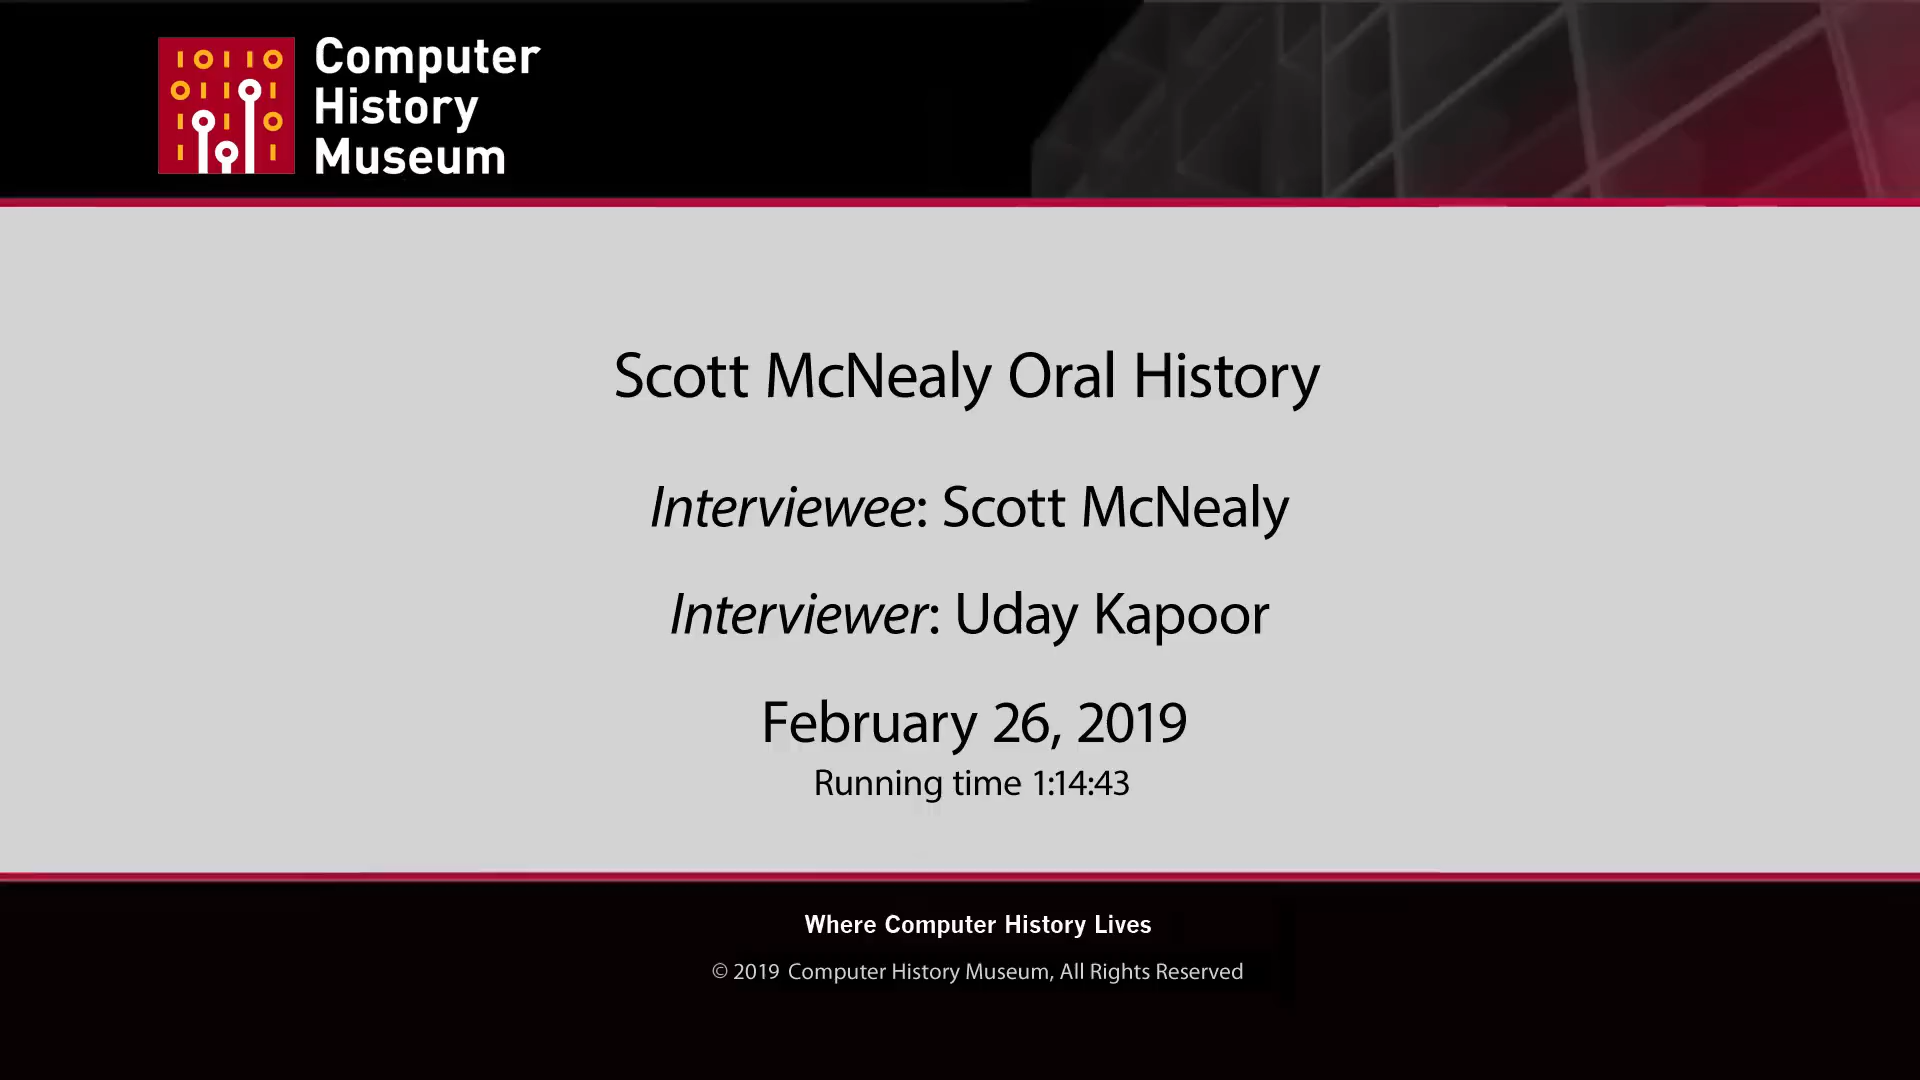 Computer
History
Museum
Scott McNealy Oral History
Interviewee: Scott McNealy
Interviewer: Uday Kapoor
February 26, 2019
Running time 1:14:43
Where Computer History Lives
© 2019 Computer History Museum, All Rights Reserved